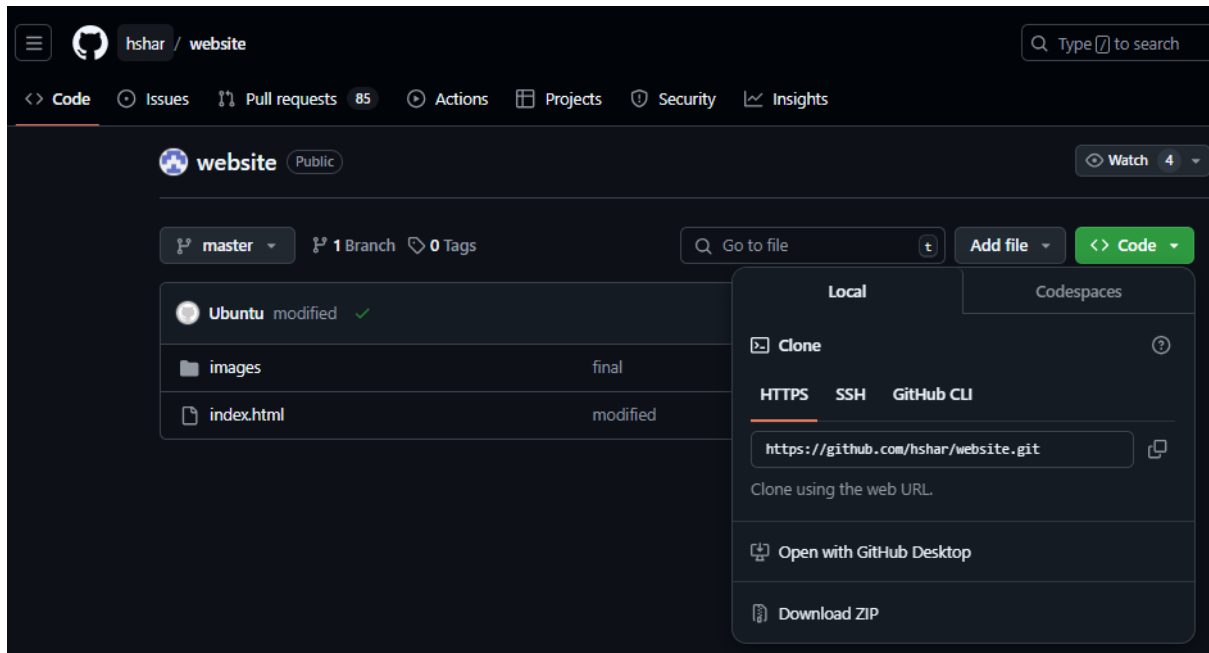 hshar / website
Type / to search
Code Issues Pull requests 85 Actions Projects Security Insights
website Public
Watch 4
master 1 Branch 0 Tags
Go to file t
Add file
Code
Local Codespaces
Ubuntu modified
Clone
images final
HTTPS SSH GitHub CLI
index.html modified
https://github.com/hshar/website.git
Clone using the web URL.
Open with GitHub Desktop
Download ZIP